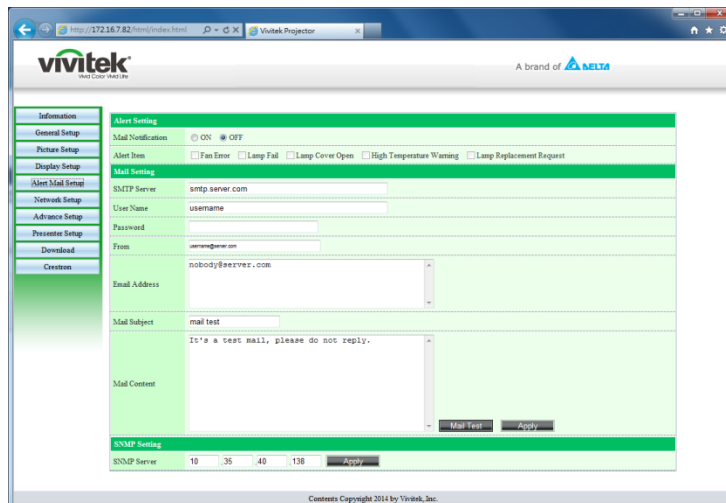 http://172.16.7.82/html/index.html
Vivitek Projector
vivitek
Vivid Color Vivid Life
A brand of DELTA
Information
General Setup
Picture Setup
Display Setup
Alert Mail Setup
Network Setup
Advance Setup
Presenter Setup
Download
Crestron
Alert Setting
Mail Notification ON OFF
Alert Item Fan Error Lamp Fail Lamp Cover Open High Temperature Warning Lamp Replacement Request
Mail Setting
SMTP Server smtp.server.com
User Name username
Password
From username@server.com
Email Address nobody@server.com
Mail Subject mail test
Mail Content It's a test mail, please do not reply.
Mail Test Apply
SNMP Setting
SNMP Server 10 .35 .40 .138 Apply
Contents Copyright 2014 by Vivitek, Inc.